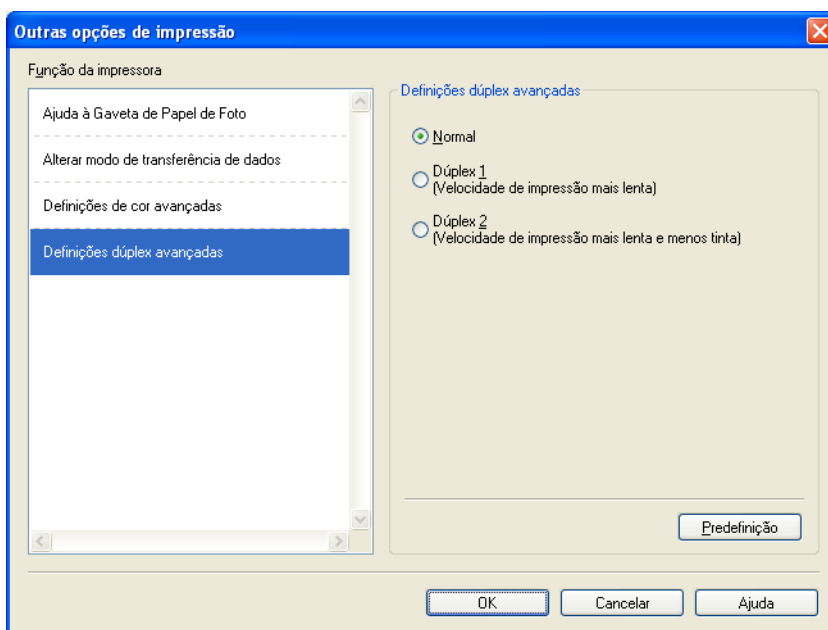 Outras opções de impressão
Função da impressora
Ajuda à Gaveta de Papel de Foto
Alterar modo de transferência de dados
Definições de cor avançadas
Definições dúplex avançadas
Definições dúplex avançadas
Normal
Dúplex 1
(Velocidade de impressão mais lenta)
Dúplex 2
(Velocidade de impressão mais lenta e menos tinta)
Predefinição
OK Cancelar Ajuda